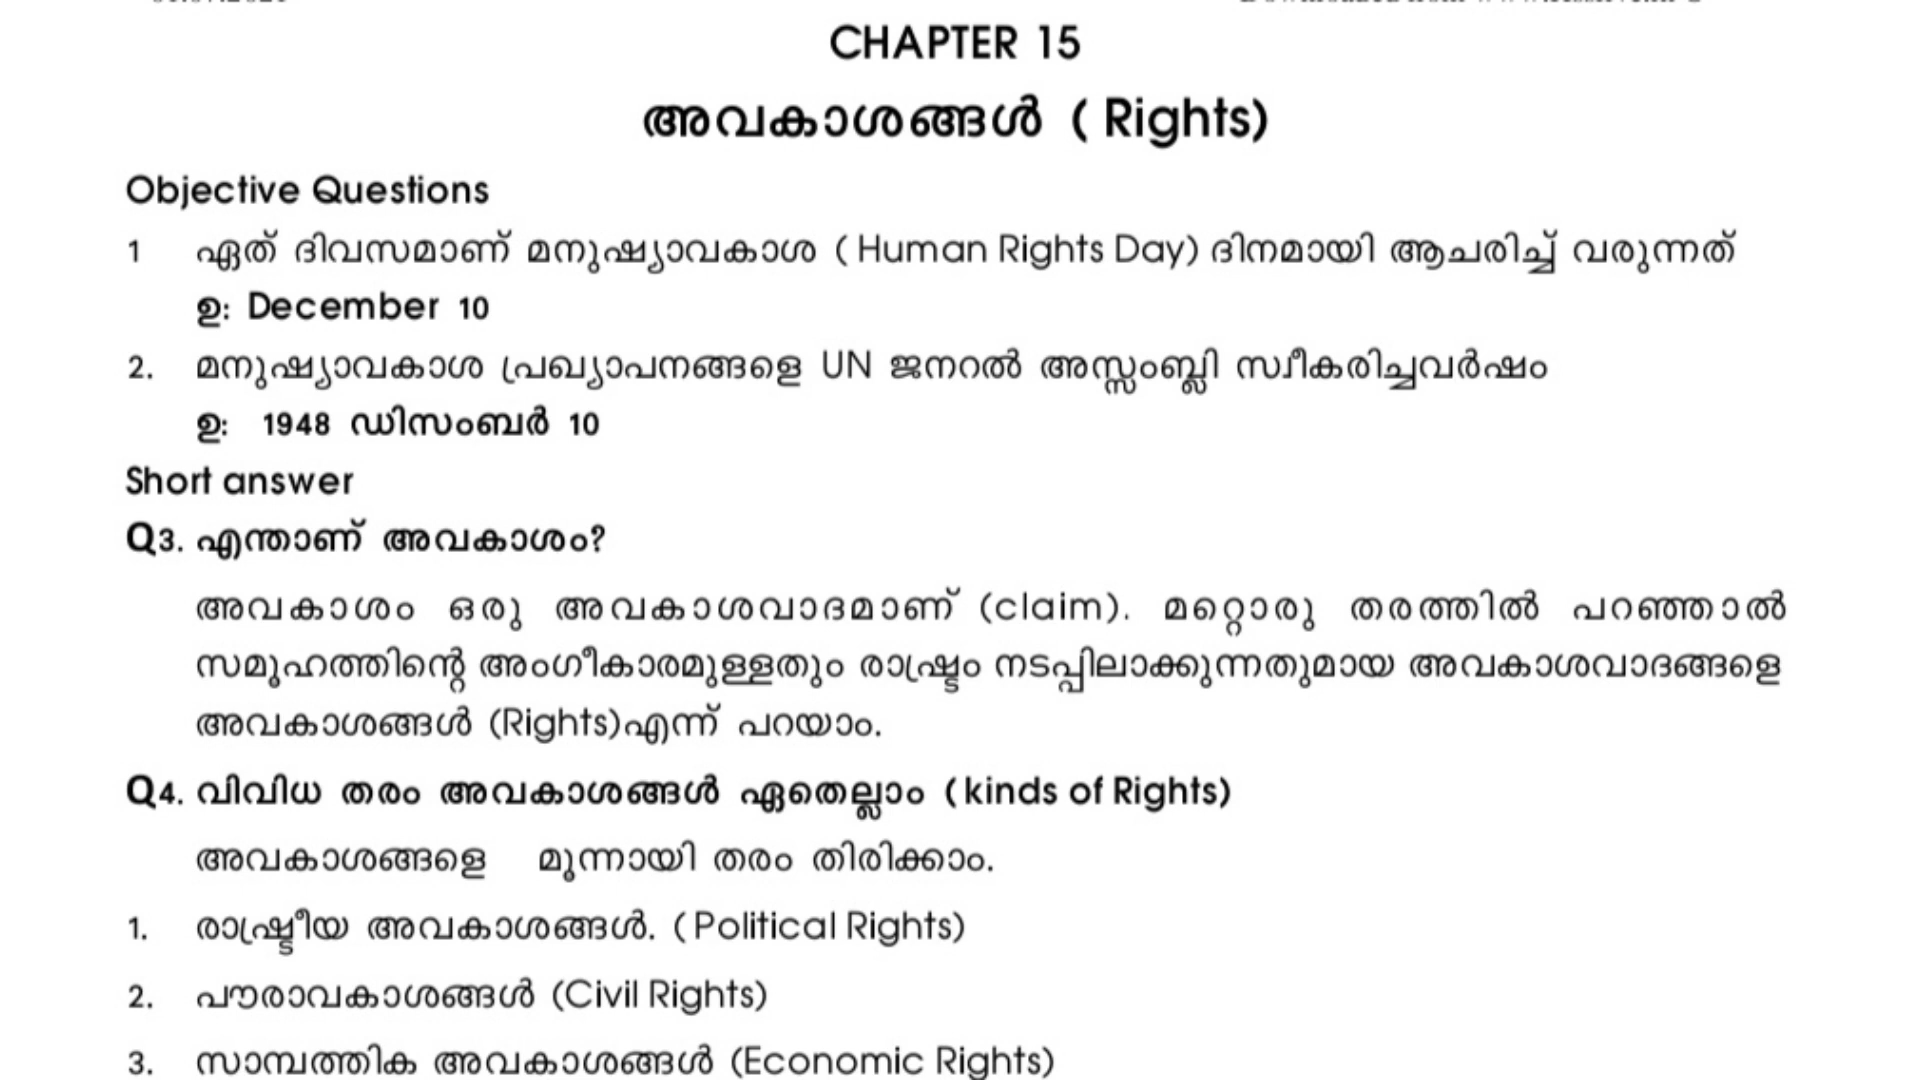 CHAPTER 15
അവകാശങ്ങൾ ( Rights)
Objective Questions
1 ഏത് ദിവസമാണ് മനുഷ്യാവകാശ ( Human Rights Day) ദിനമായി ആചരിച്ച് വരുന്നത്
ഉ: December 10
2. മനുഷ്യാവകാശ പ്രഖ്യാപനങ്ങളെ UN ജനറൽ അസ്സംബ്ലി സ്വീകരിച്ചവർഷം
ഉ: 1948 ഡിസംബർ 10
Short answer
Q3. എന്താണ് അവകാശം?
അവകാശം ഒരു അവകാശവാദമാണ് (claim). മറ്റൊരു തരത്തിൽ പറഞ്ഞാൽ
സമൂഹത്തിന്റെ അംഗീകാരമുള്ളതും രാഷ്ട്രം നടപ്പിലാക്കുന്നതുമായ അവകാശവാദങ്ങളെ
അവകാശങ്ങൾ (Rights)എന്ന് പറയാം.
Q4. വിവിധ തരം അവകാശങ്ങൾ ഏതെല്ലാം ( kinds of Rights)
അവകാശങ്ങളെ മൂന്നായി തരം തിരിക്കാം.
1. രാഷ്ട്രീയ അവകാശങ്ങൾ. ( Political Rights)
2. പൗരാവകാശങ്ങൾ (Civil Rights)
3. സാമ്പത്തിക അവകാശങ്ങൾ (Economic Rights)